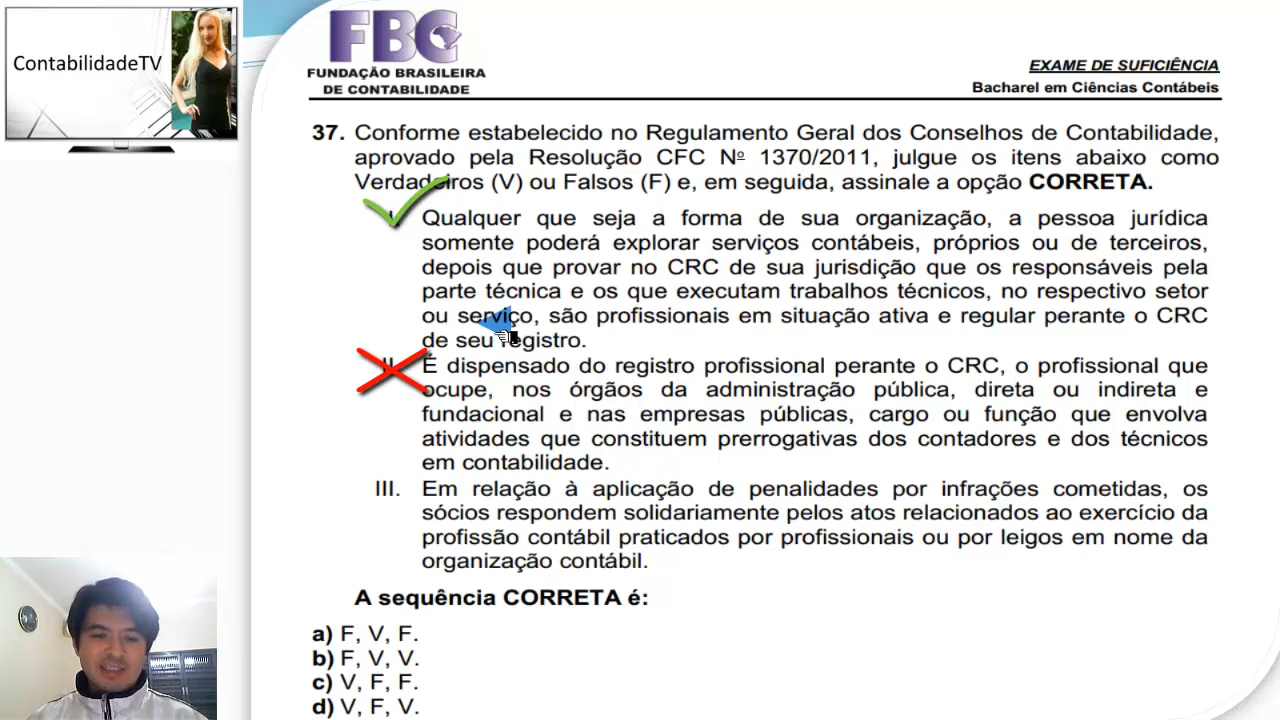 ContabilidadeTV
FBC
FUNDAÇÃO BRASILEIRA
DE CONTABILIDADE
EXAME DE SUFICIÊNCIA
Bacharel em Ciências Contábeis
37. Conforme estabelecido no Regulamento Geral dos Conselhos de Contabilidade,
aprovado pela Resolução CFC Nº 1370/2011, julgue os itens abaixo como
Verdadeiros (V) ou Falsos (F) e, em seguida, assinale a opção CORRETA.
Qualquer que seja a forma de sua organização, a pessoa jurídica
somente poderá explorar serviços contábeis, próprios ou de terceiros,
depois que provar no CRC de sua jurisdição que os responsáveis pela
parte técnica e os que executam trabalhos técnicos, no respectivo setor
ou serviço, são profissionais em situação ativa e regular perante o CRC
de seu registro.
II. É dispensado do registro profissional perante o CRC, o profissional que
ocupe, nos órgãos da administração pública, direta ou indireta e
fundacional e nas empresas públicas, cargo ou função que envolva
atividades que constituem prerrogativas dos contadores e dos técnicos
em contabilidade.
III. Em relação à aplicação de penalidades por infrações cometidas, os
sócios respondem solidariamente pelos atos relacionados ao exercício da
profissão contábil praticados por profissionais ou por leigos em nome da
organização contábil.
A sequência CORRETA é:
a) F, V, F.
b) F, V, V.
c) V, F, F.
d) V, F, V.